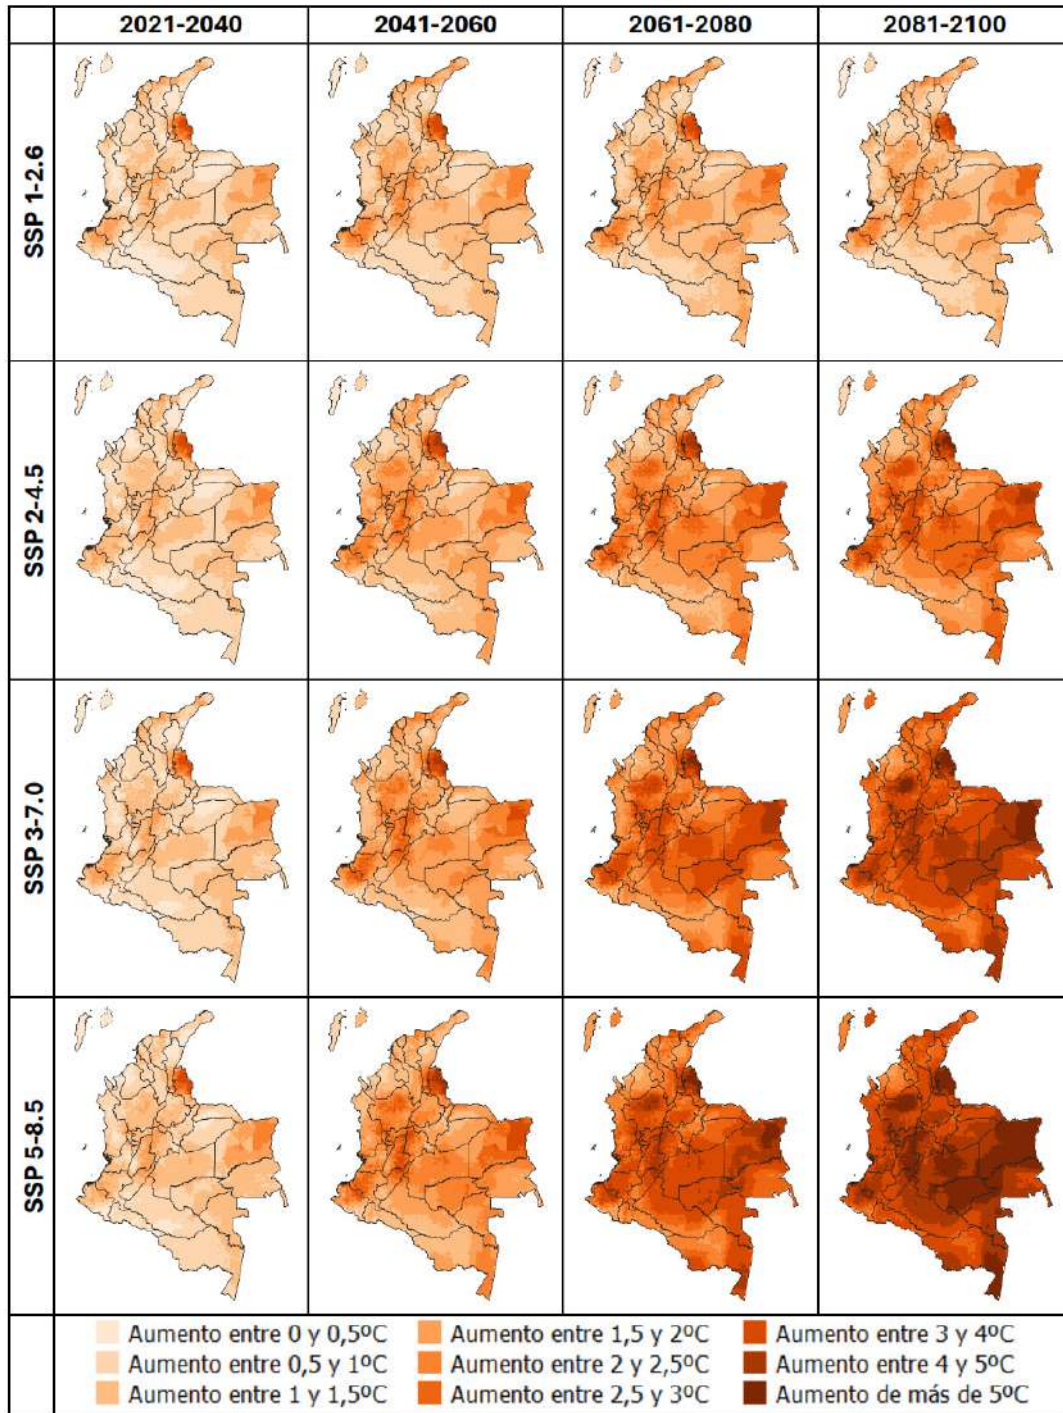 2021-2040 2041-2060 2061-2080 2081-2100
SSP 1-2.6
SSP 2-4.5
SSP 3-7.0
SSP 5-8.5
Aumento entre 0 y 0,5ºC Aumento entre 1,5 y 2ºC Aumento entre 3 y 4ºC
Aumento entre 0,5 y 1ºC Aumento entre 2 y 2,5ºC Aumento entre 4 y 5ºC
Aumento entre 1 y 1,5ºC Aumento entre 2,5 y 3ºC Aumento de más de 5ºC